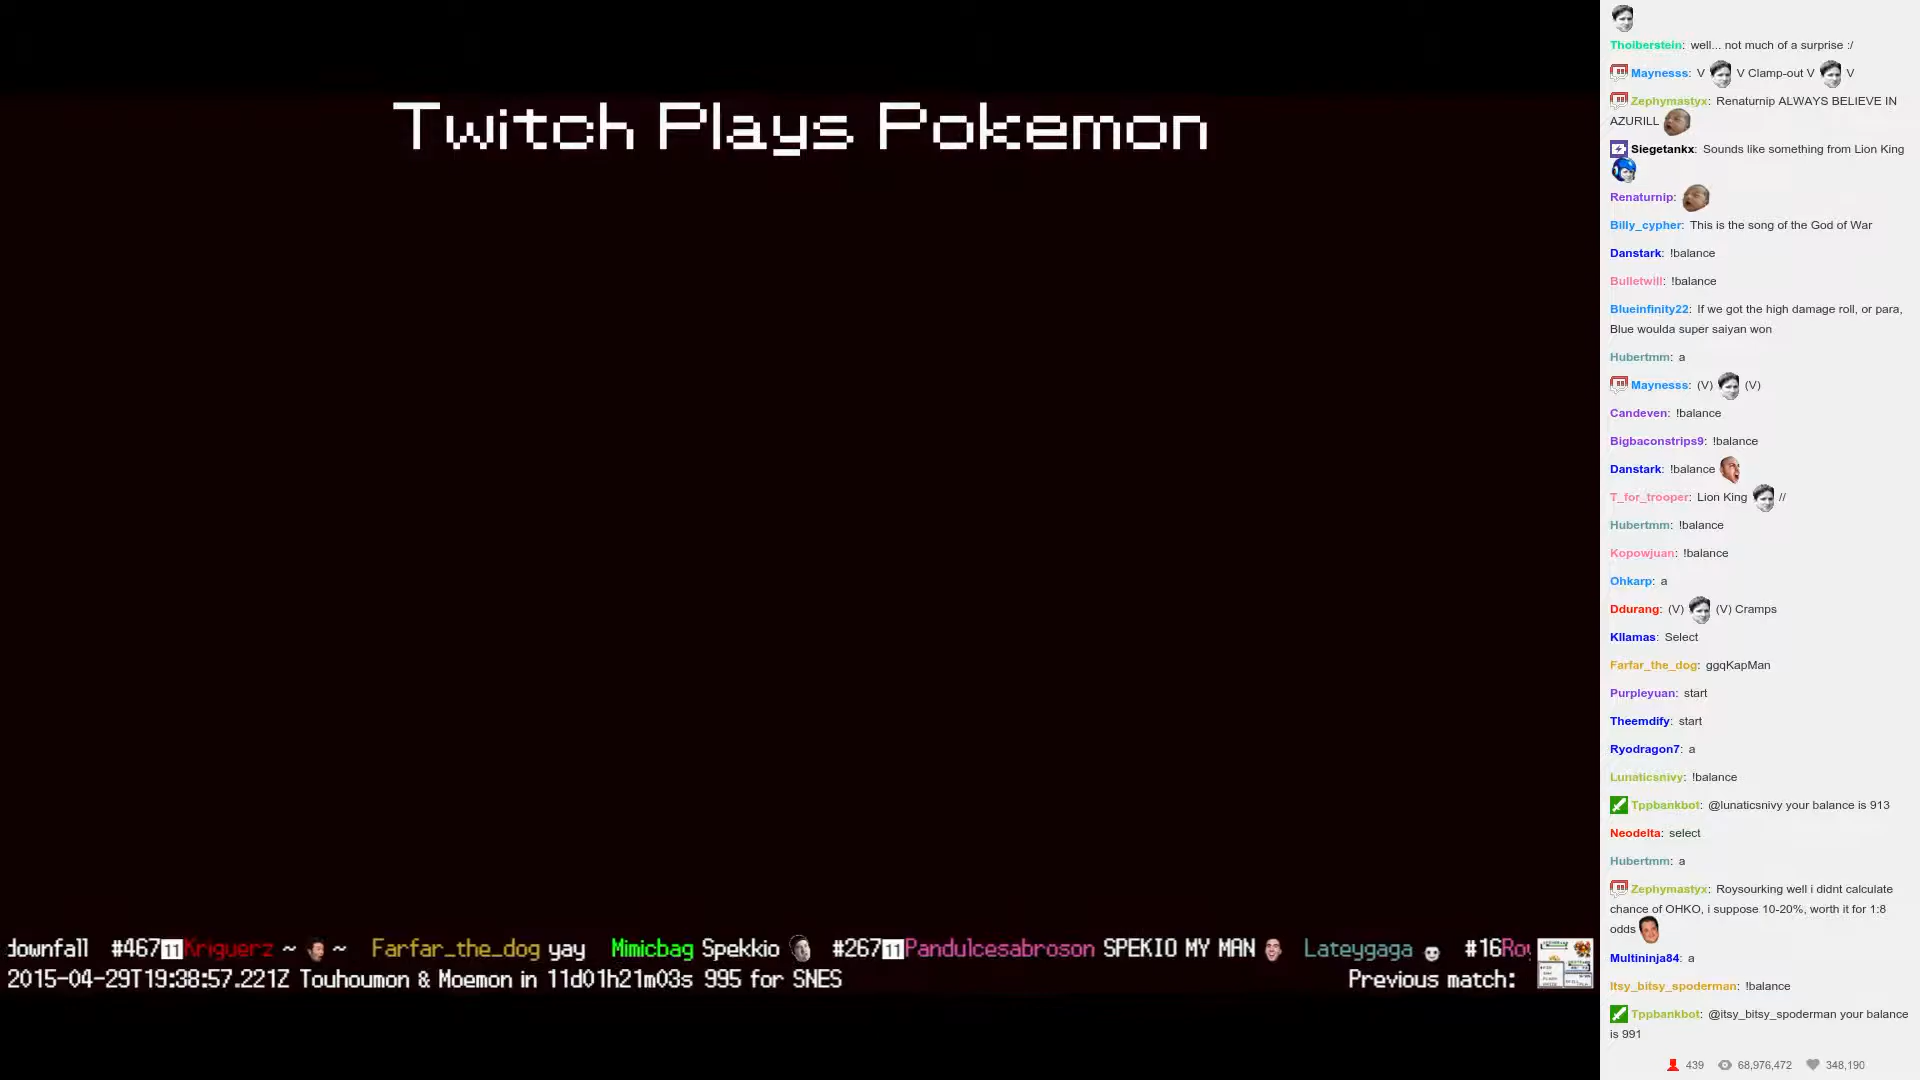 Twitch Plays Pokemon
downfall #467 11 Kriguerz ~ ~ Farfar_the_dog yay Mimicbag Spekkio #267 11 Pandulcesabroson SPEKIO MY MAN Lateygaga #16Roy
2015-04-29T19:38:57.221Z Touhoumon & Moemon in 11d01h21m03s 995 for SNES Previous match:
Thoiberstein: well... not much of a surprise :/
Maynesss: V V Clamp-out V V
Zephymastyx: Renaturnip ALWAYS BELIEVE IN
AZURILL
Siegetankx: Sounds like something from Lion King
Renaturnip:
Billy_cypher: This is the song of the God of War
Danstark: !balance
Bulletwill: !balance
Blueinfinity22: If we got the high damage roll, or para,
Blue woulda super saiyan won
Hubertmm: a
Maynesss: (V) (V)
Candeven: !balance
Bigbaconstrips9: !balance
Danstark: !balance
T_for_trooper: Lion King //
Hubertmm: !balance
Kopowjuan: !balance
Ohkarp: a
Ddurang: (V) (V) Cramps
Kllamas: Select
Farfar_the_dog: ggqKapMan
Purpleyuan: start
Theemdify: start
Ryodragon7: a
Lunaticsnivy: !balance
Tppbankbot: @lunaticsnivy your balance is 913
Neodelta: select
Hubertmm: a
Zephymastyx: Roysourking well i didnt calculate
chance of OHKO, i suppose 10-20%, worth it for 1:8
odds
Multininja84: a
Itsy_bitsy_spoderman: !balance
Tppbankbot: @itsy_bitsy_spoderman your balance
is 991
439 68,976,472 348,190